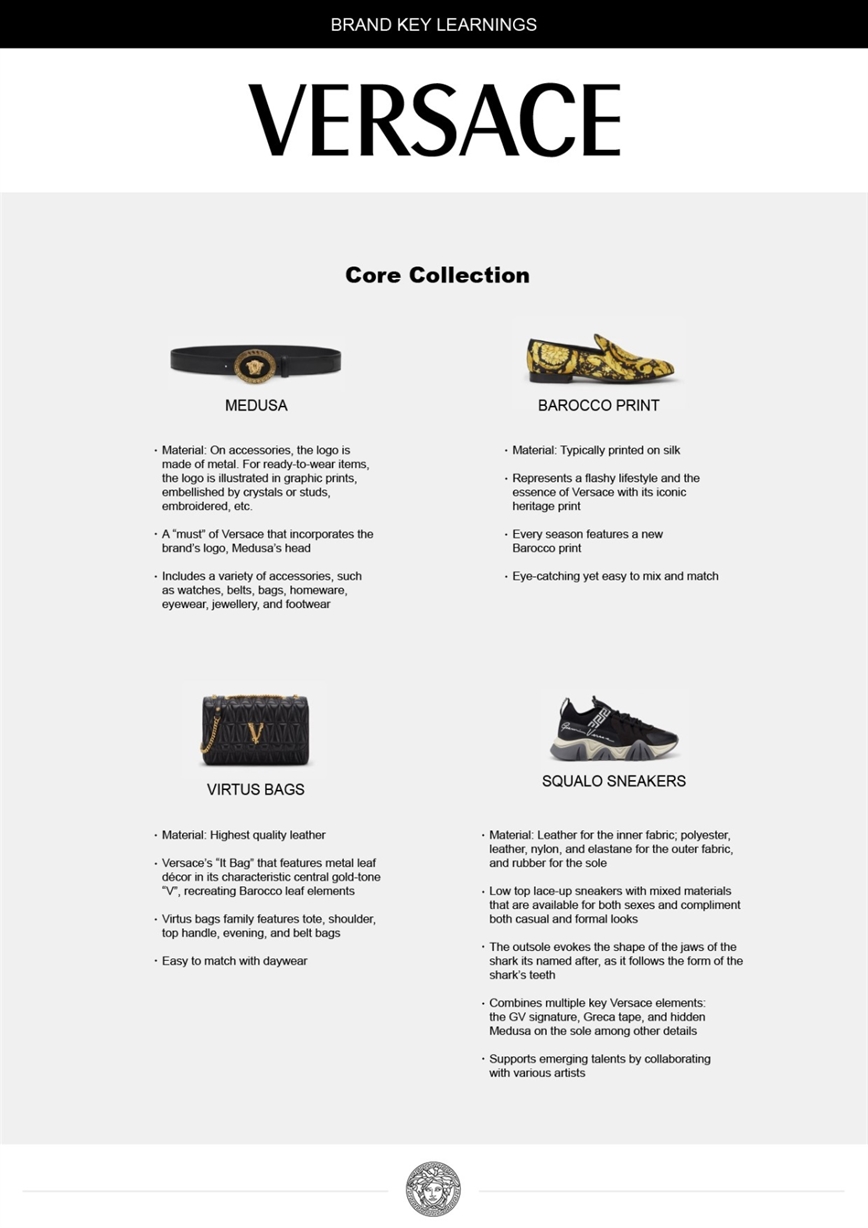 BRAND KEY LEARNINGS
VERSACE
Core Collection
MEDUSA
· Material: On accessories, the logo is
made of metal. For ready-to-wear items,
the logo is illustrated in graphic prints,
embellished by crystals or studs,
embroidered, etc.
· A “must” of Versace that incorporates the
brand’s logo, Medusa’s head
· Includes a variety of accessories, such
as watches, belts, bags, homeware,
eyewear, jewellery, and footwear
BAROCCO PRINT
· Material: Typically printed on silk
· Represents a flashy lifestyle and the
essence of Versace with its iconic
heritage print
· Every season features a new
Barocco print
· Eye-catching yet easy to mix and match
VIRTUS BAGS
· Material: Highest quality leather
· Versace’s “It Bag” that features metal leaf
décor in its characteristic central gold-tone
“V”, recreating Barocco leaf elements
· Virtus bags family features tote, shoulder,
top handle, evening, and belt bags
· Easy to match with daywear
SQUALO SNEAKERS
· Material: Leather for the inner fabric; polyester,
leather, nylon, and elastane for the outer fabric,
and rubber for the sole
· Low top lace-up sneakers with mixed materials
that are available for both sexes and compliment
both casual and formal looks
· The outsole evokes the shape of the jaws of the
shark its named after, as it follows the form of the
shark’s teeth
· Combines multiple key Versace elements:
the GV signature, Greca tape, and hidden
Medusa on the sole among other details
· Supports emerging talents by collaborating
with various artists